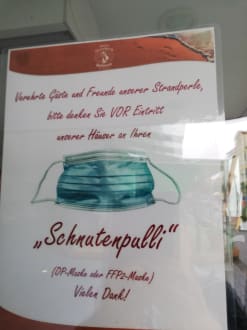 Verehrte Gäste und Freunde unserer Strandperle,
bitte denken Sie VOR Eintritt
unserer Häuser an Ihren
„Schnutenpulli“
(OP-Maske oder FFP2-Maske)
Vielen Dank!